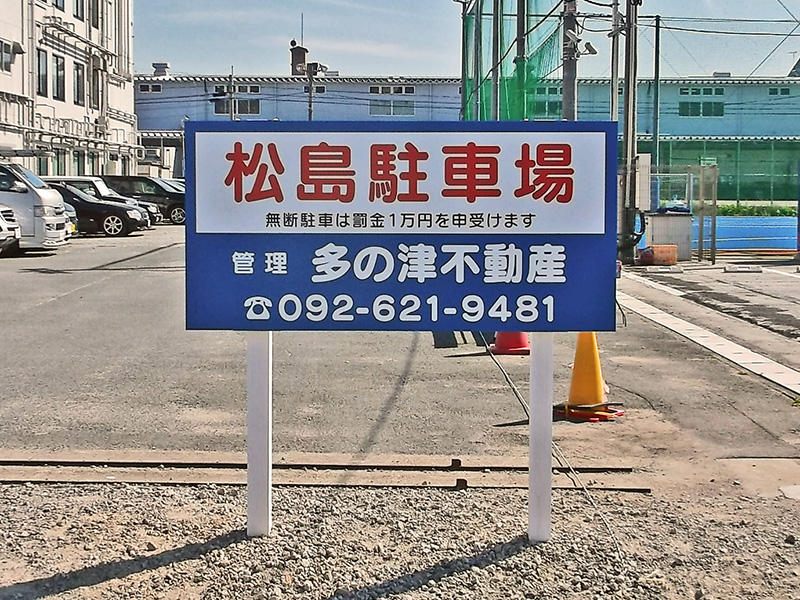 松島駐車場
無断駐車は罰金1万円を申受けます
管理 多の津不動産
☎092-621-9481